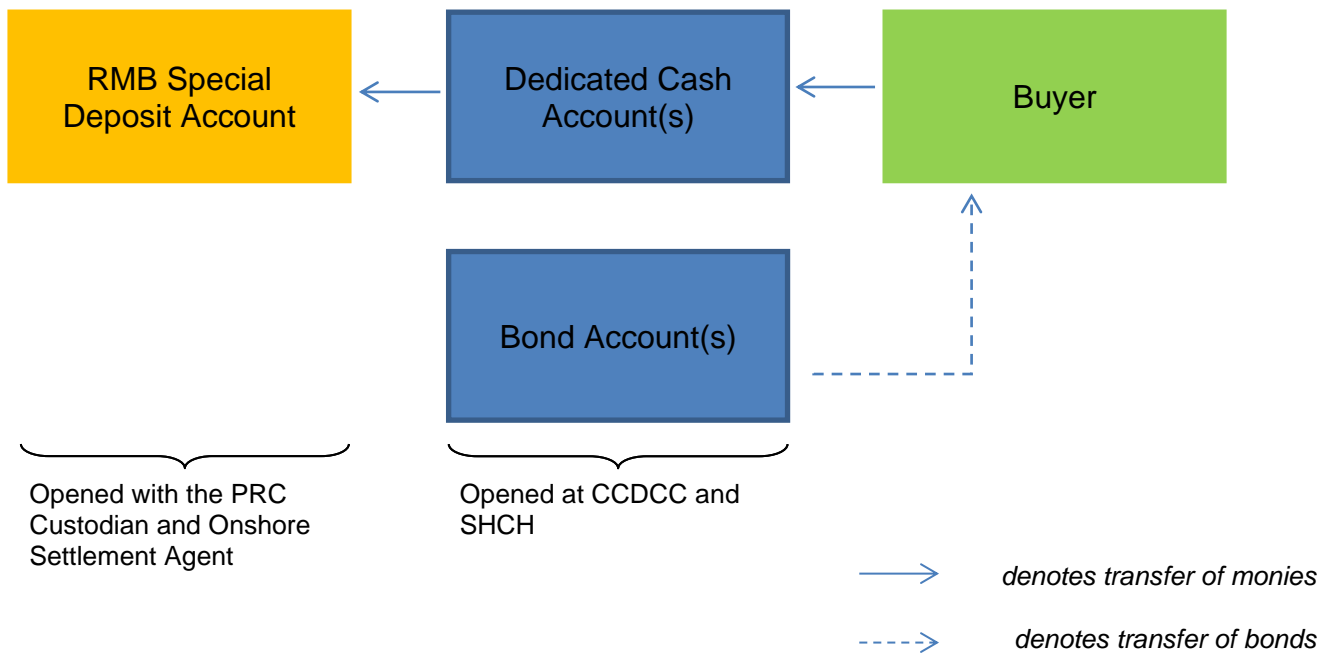 RMB Special
Deposit Account
Dedicated Cash
Account(s)
Buyer
Bond Account(s)
Opened with the PRC
Custodian and Onshore
Settlement Agent
Opened at CCDCC and
SHCH
denotes transfer of monies
denotes transfer of bonds